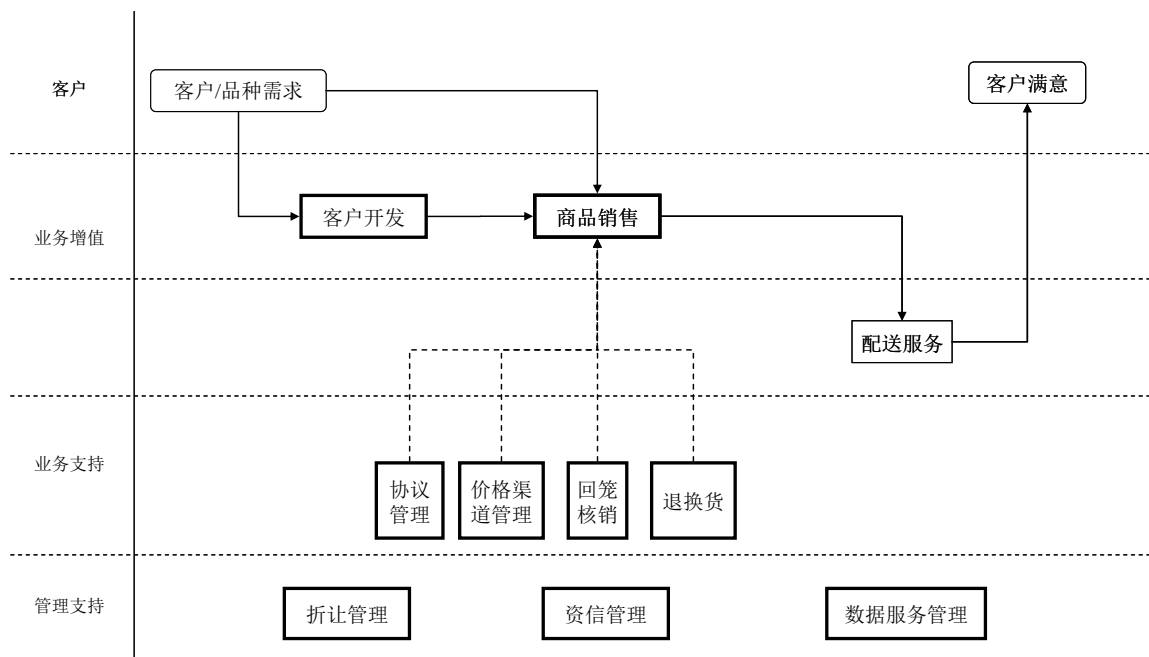 客户
客户/品种需求
客户满意
业务增值
客户开发
商品销售
配送服务
业务支持
协议
管理
价格渠
道管理
回笼
核销
退换货
管理支持
折让管理
资信管理
数据服务管理